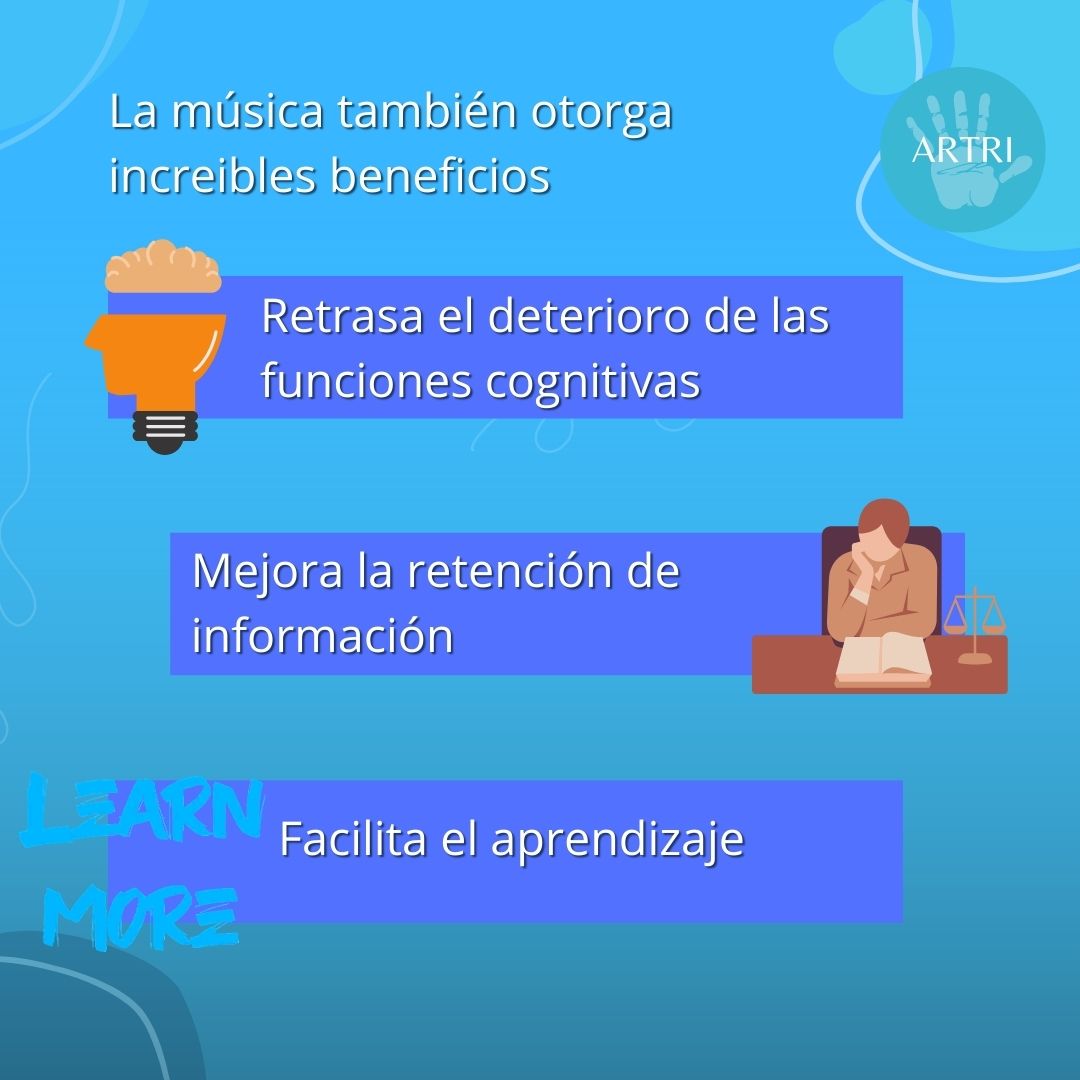 La música también otorga
increibles beneficios
ARTRI
Retrasa el deterioro de las
funciones cognitivas
Mejora la retención de
información
LEARN
MORE
Facilita el aprendizaje